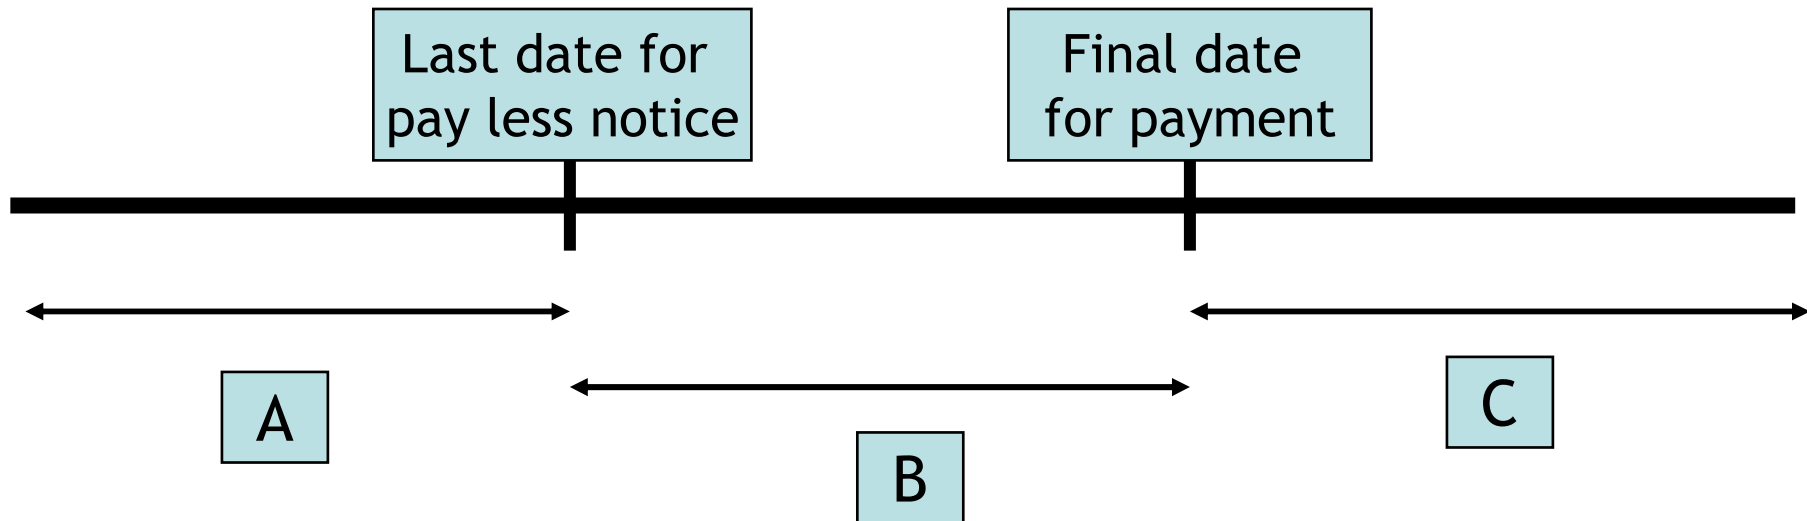 Last date for
pay less notice
Final date
for payment
A
B
C